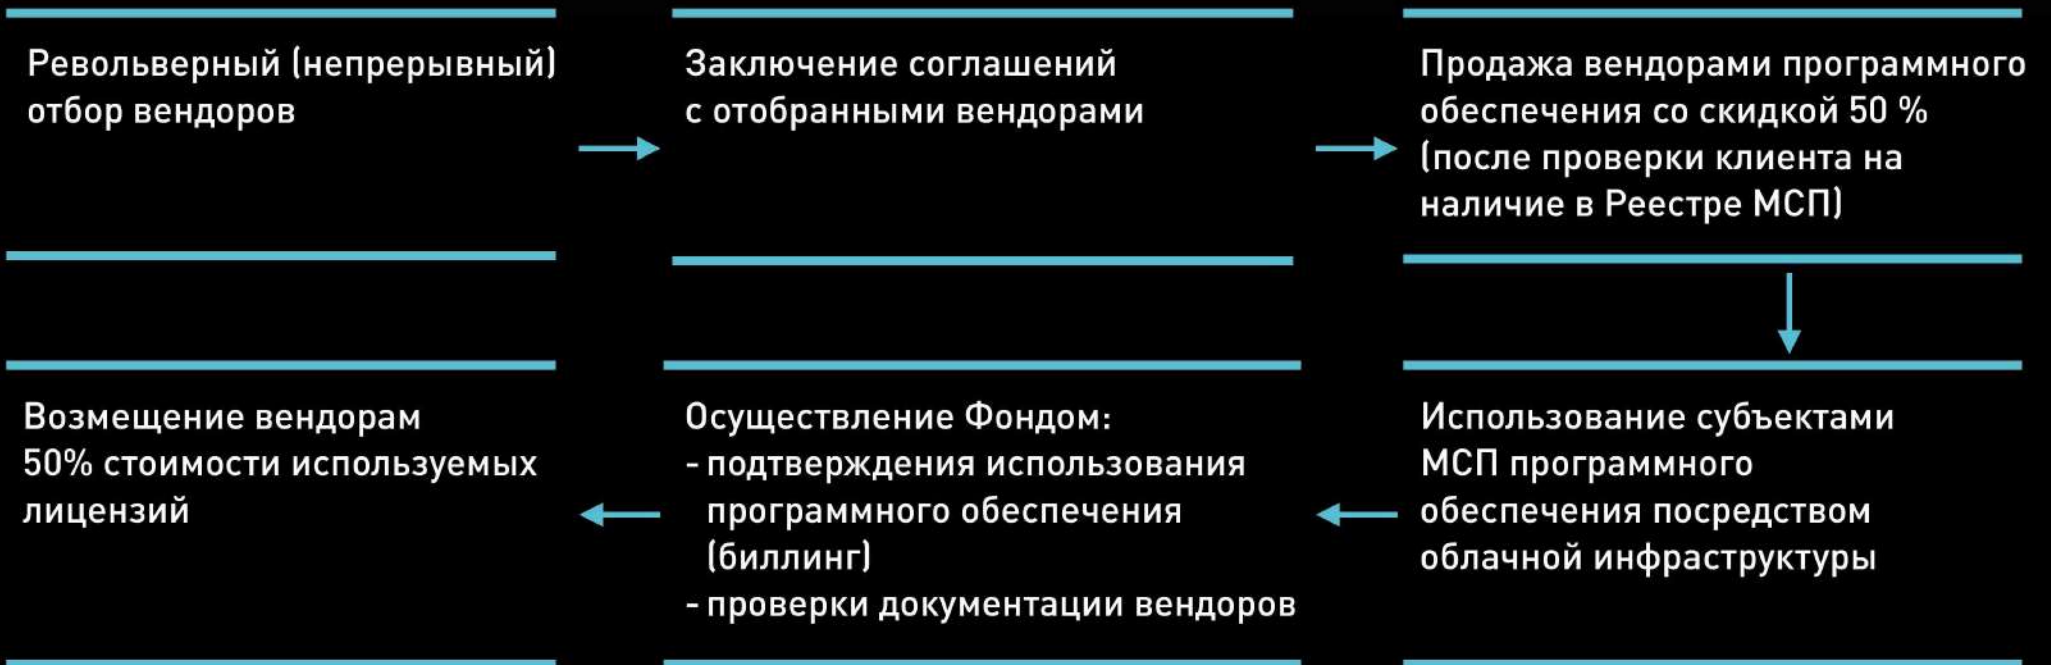 Револьверный (непрерывный)
отбор вендоров
Заключение соглашений
с отобранными вендорами
Продажа вендорами программного
обеспечения со скидкой 50 %
(после проверки клиента на
наличие в Реестре МСП)
Использование субъектами
МСП программного
обеспечения посредством
облачной инфраструктуры
Осуществление Фондом:
- подтверждения использования
программного обеспечения
(биллинг)
- проверки документации вендоров
Возмещение вендорам
50% стоимости используемых
лицензий